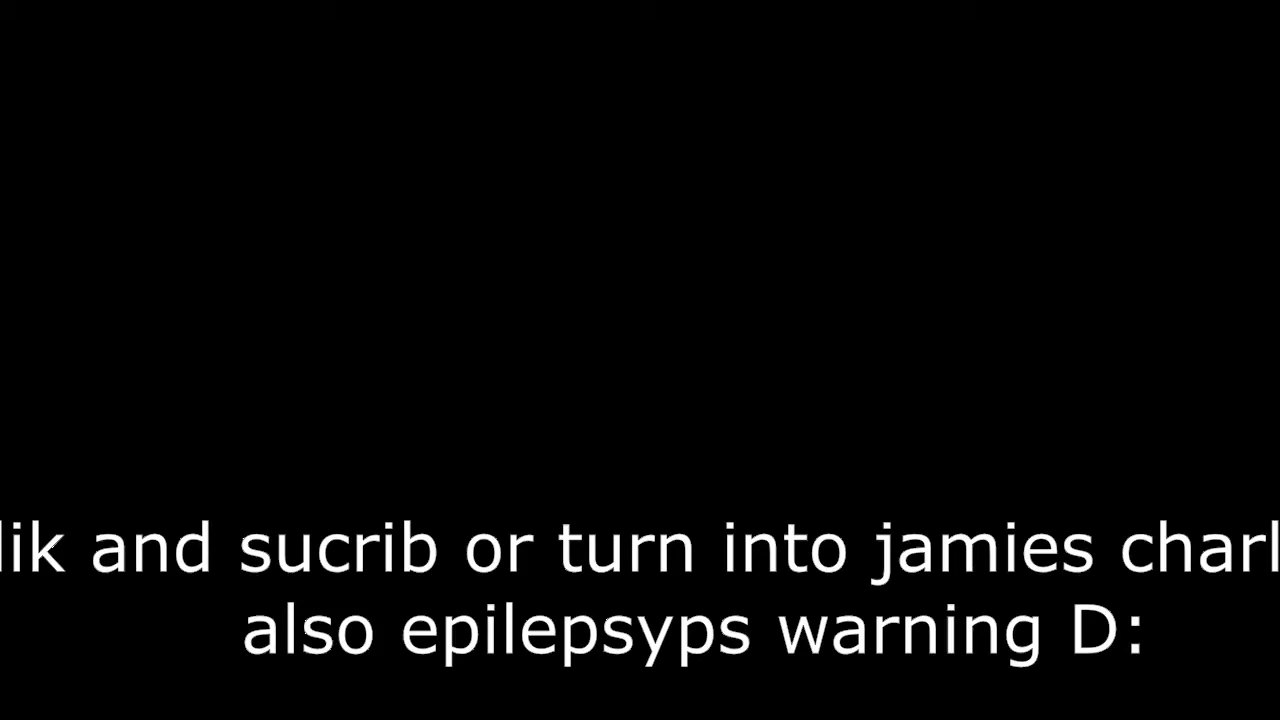 lik and sucrib or turn into jamies charl
also epilepsyps warning D: